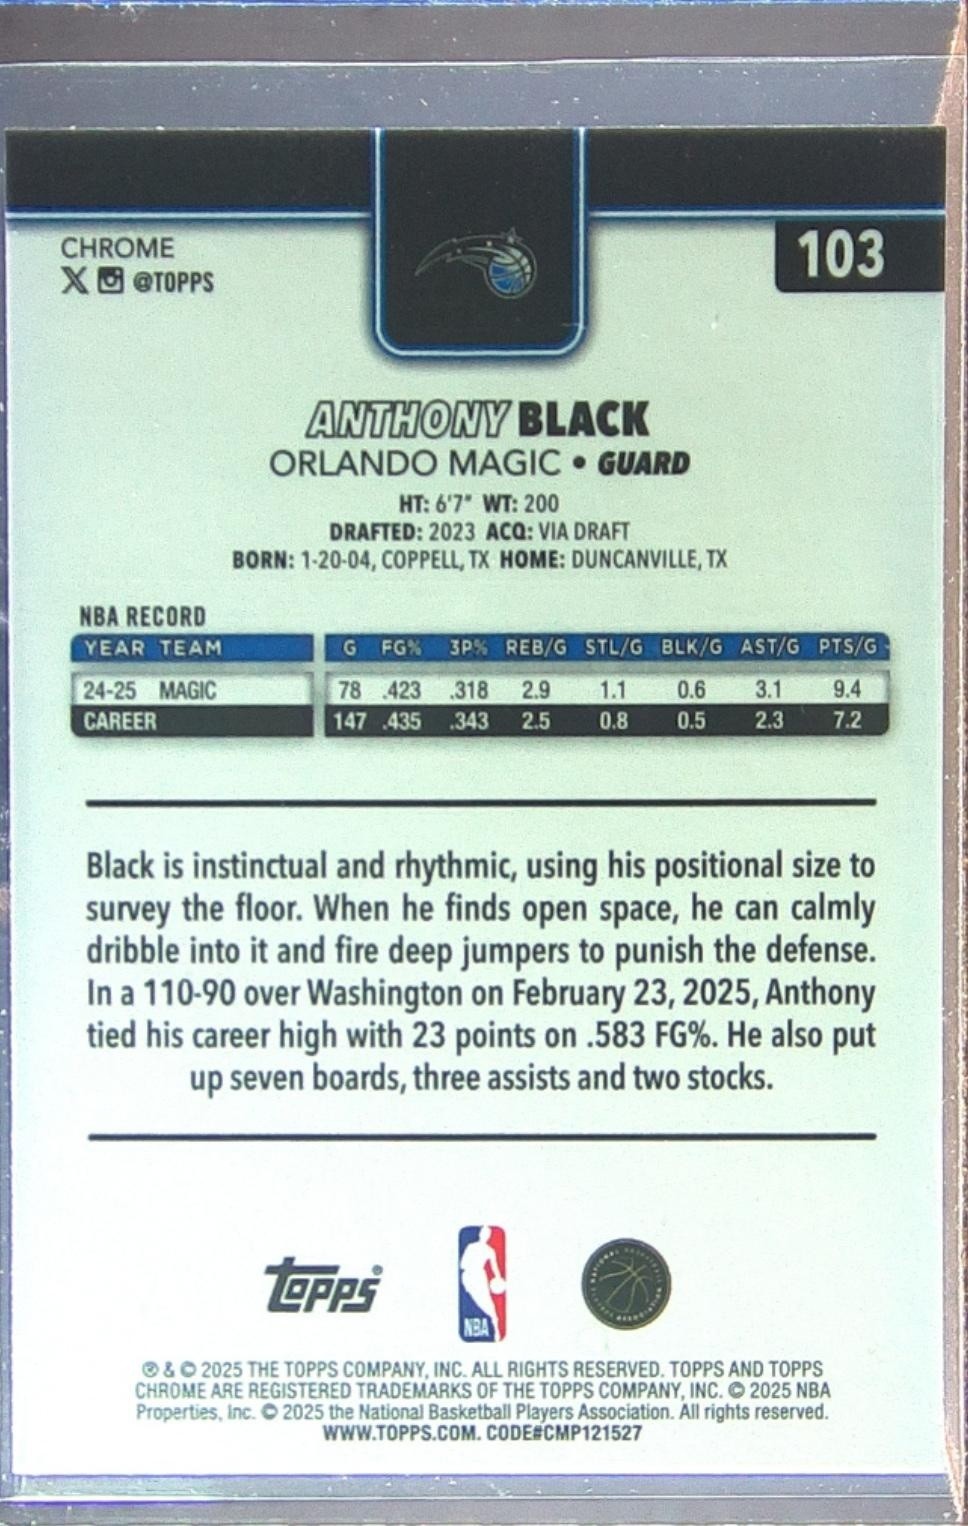 CHROME
X @TOPPS
103
ANTHONY BLACK
ORLANDO MAGIC • GUARD
HT: 6'7" WT: 200
DRAFTED: 2023 ACQ: VIA DRAFT
BORN: 1-20-04, COPPELL, TX HOME: DUNCANVILLE, TX
NBA RECORD
YEAR TEAM G FG% 3P% REB/G STL/G BLK/G AST/G PTS/G
24-25 MAGIC 78 .423 .318 2.9 1.1 0.6 3.1 9.4
CAREER 147 .435 .343 2.5 0.8 0.5 2.3 7.2
Black is instinctual and rhythmic, using his positional size to
survey the floor. When he finds open space, he can calmly
dribble into it and fire deep jumpers to punish the defense.
In a 110-90 over Washington on February 23, 2025, Anthony
tied his career high with 23 points on .583 FG%. He also put
up seven boards, three assists and two stocks.
Topps®
NBA
NATIONAL BASKETBALL PLAYERS ASSOCIATION
® & © 2025 THE TOPPS COMPANY, INC. ALL RIGHTS RESERVED. TOPPS AND TOPPS
CHROME ARE REGISTERED TRADEMARKS OF THE TOPPS COMPANY, INC. © 2025 NBA
Properties, Inc. © 2025 the National Basketball Players Association. All rights reserved.
WWW.TOPPS.COM. CODE#CMP121527